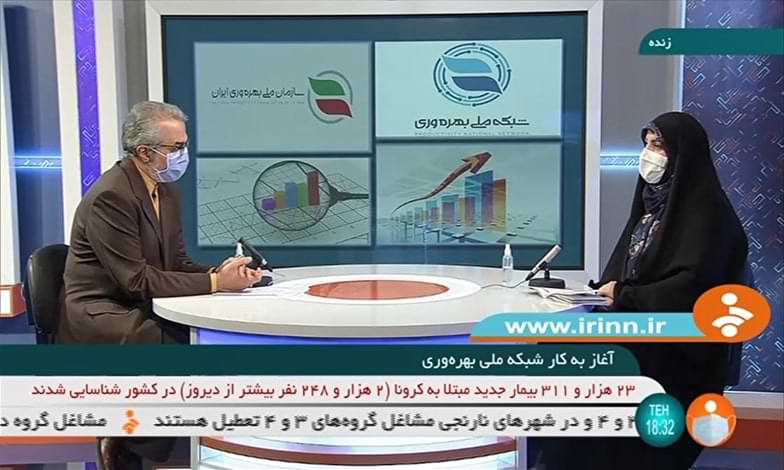 زنده
سازمان ملی بهره‌وری ایران
شبکه ملی بهره‌وری
PRODUCTIVITY NATIONAL NETWORK
www.irinn.ir
آغاز به کار شبکه ملی بهره‌وری
۲۳ هزار و ۳۱۱ بیمار جدید مبتلا به کرونا (۲ هزار و ۲۴۸ نفر بیشتر از دیروز) در کشور شناسایی شدند
۴ و در شهرهای نارنجی مشاغل گروه‌های ۳ و ۴ تعطیل هستند مشاغل گروه
TEH
18:32